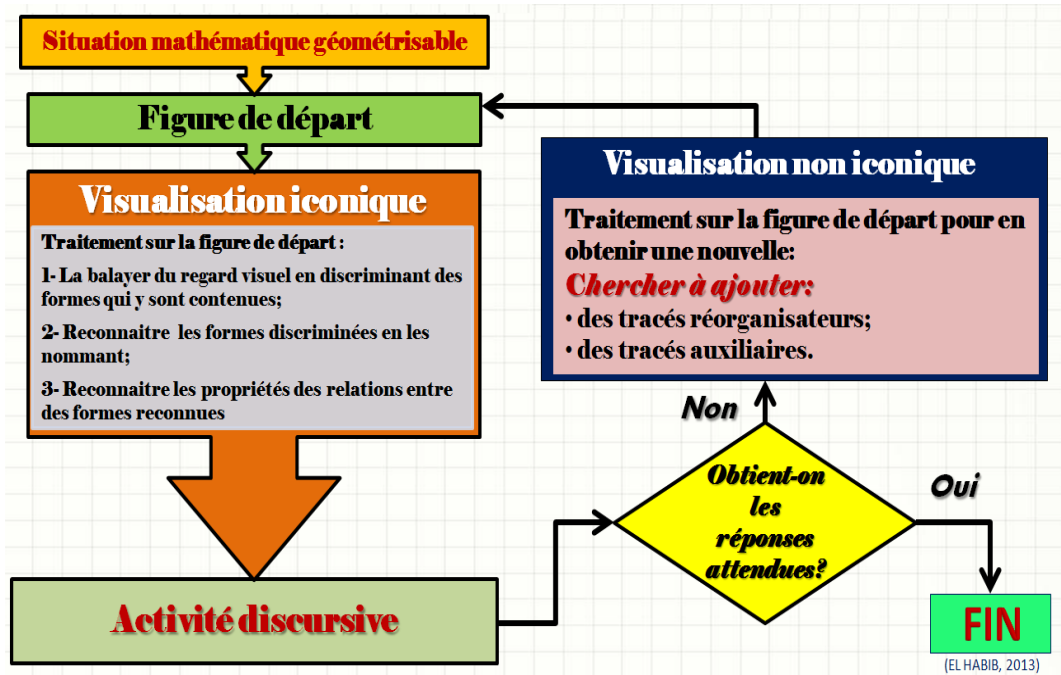 Situation mathématique géométrisable
Figure de départ
Visualisation iconique
Traitement sur la figure de départ :
1- La balayer du regard visuel en discriminant des
formes qui y sont contenues;
2- Reconnaitre les formes discriminées en les
nommant;
3- Reconnaitre les propriétés des relations entre
des formes reconnues
Activité discursive
Visualisation non iconique
Traitement sur la figure de départ pour en
obtenir une nouvelle:
Chercher à ajouter:
• des tracés réorganisateurs;
• des tracés auxiliaires.
Non
Obtient-on
les
réponses
attendues?
Oui
FIN
(EL HABIB, 2013)